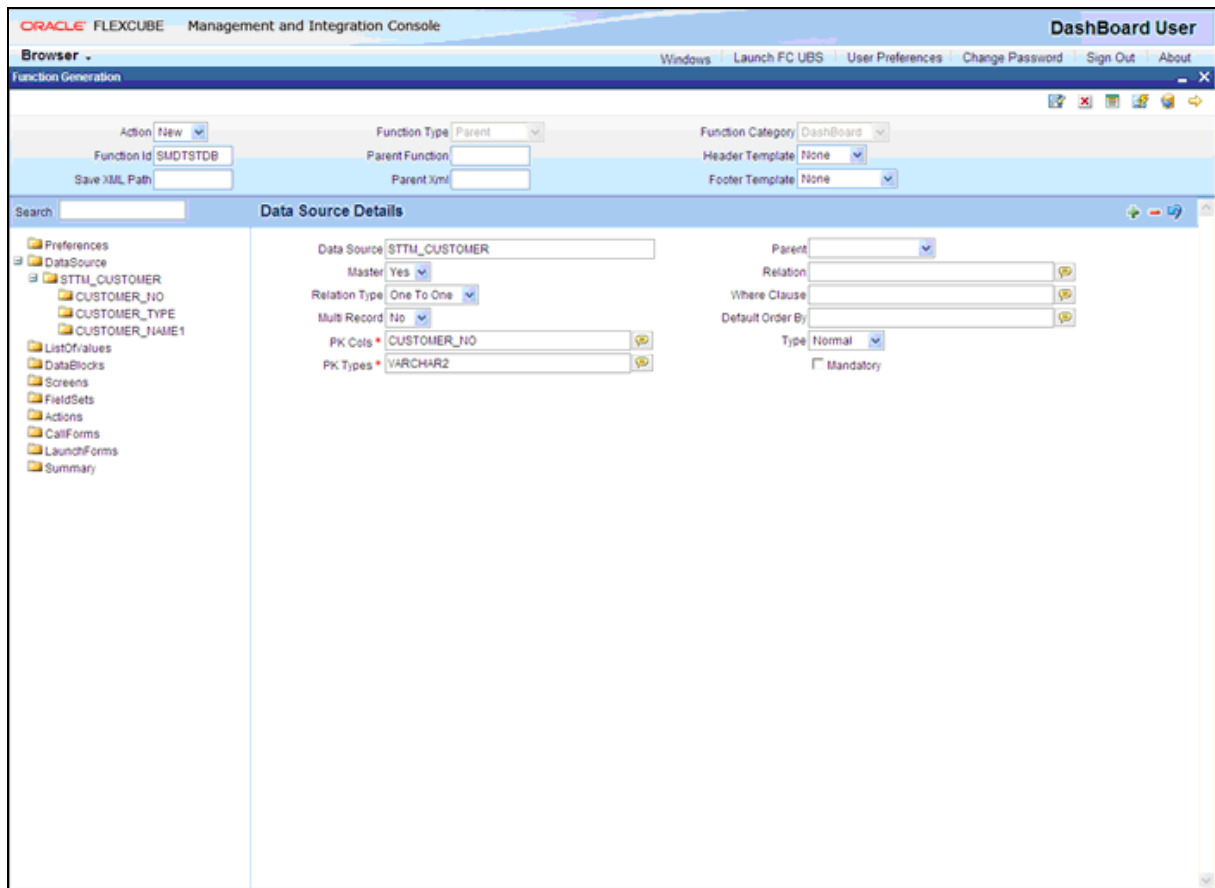 ORACLE FLEXCUBE Management and Integration Console DashBoard User
Browser Windows Launch FC UBS User Preferences Change Password Sign Out About
Function Generation
Action New Function Type Parent Function Category DashBoard
Function Id SMDTSTDB Parent Function Header Template None
Save XML Path Parent Xml Footer Template None
Search Data Source Details
Preferences
DataSource
STTM_CUSTOMER
CUSTOMER_NO
CUSTOMER_TYPE
CUSTOMER_NAME1
ListOfValues
DataBlocks
Screens
FieldSets
Actions
CallForms
LaunchForms
Summary
Data Source STTM_CUSTOMER Parent
Master Yes Relation
Relation Type One To One Where Clause
Multi Record No Default Order By
PK Cols * CUSTOMER_NO Type Normal
PK Types * VARCHAR2 Mandatory